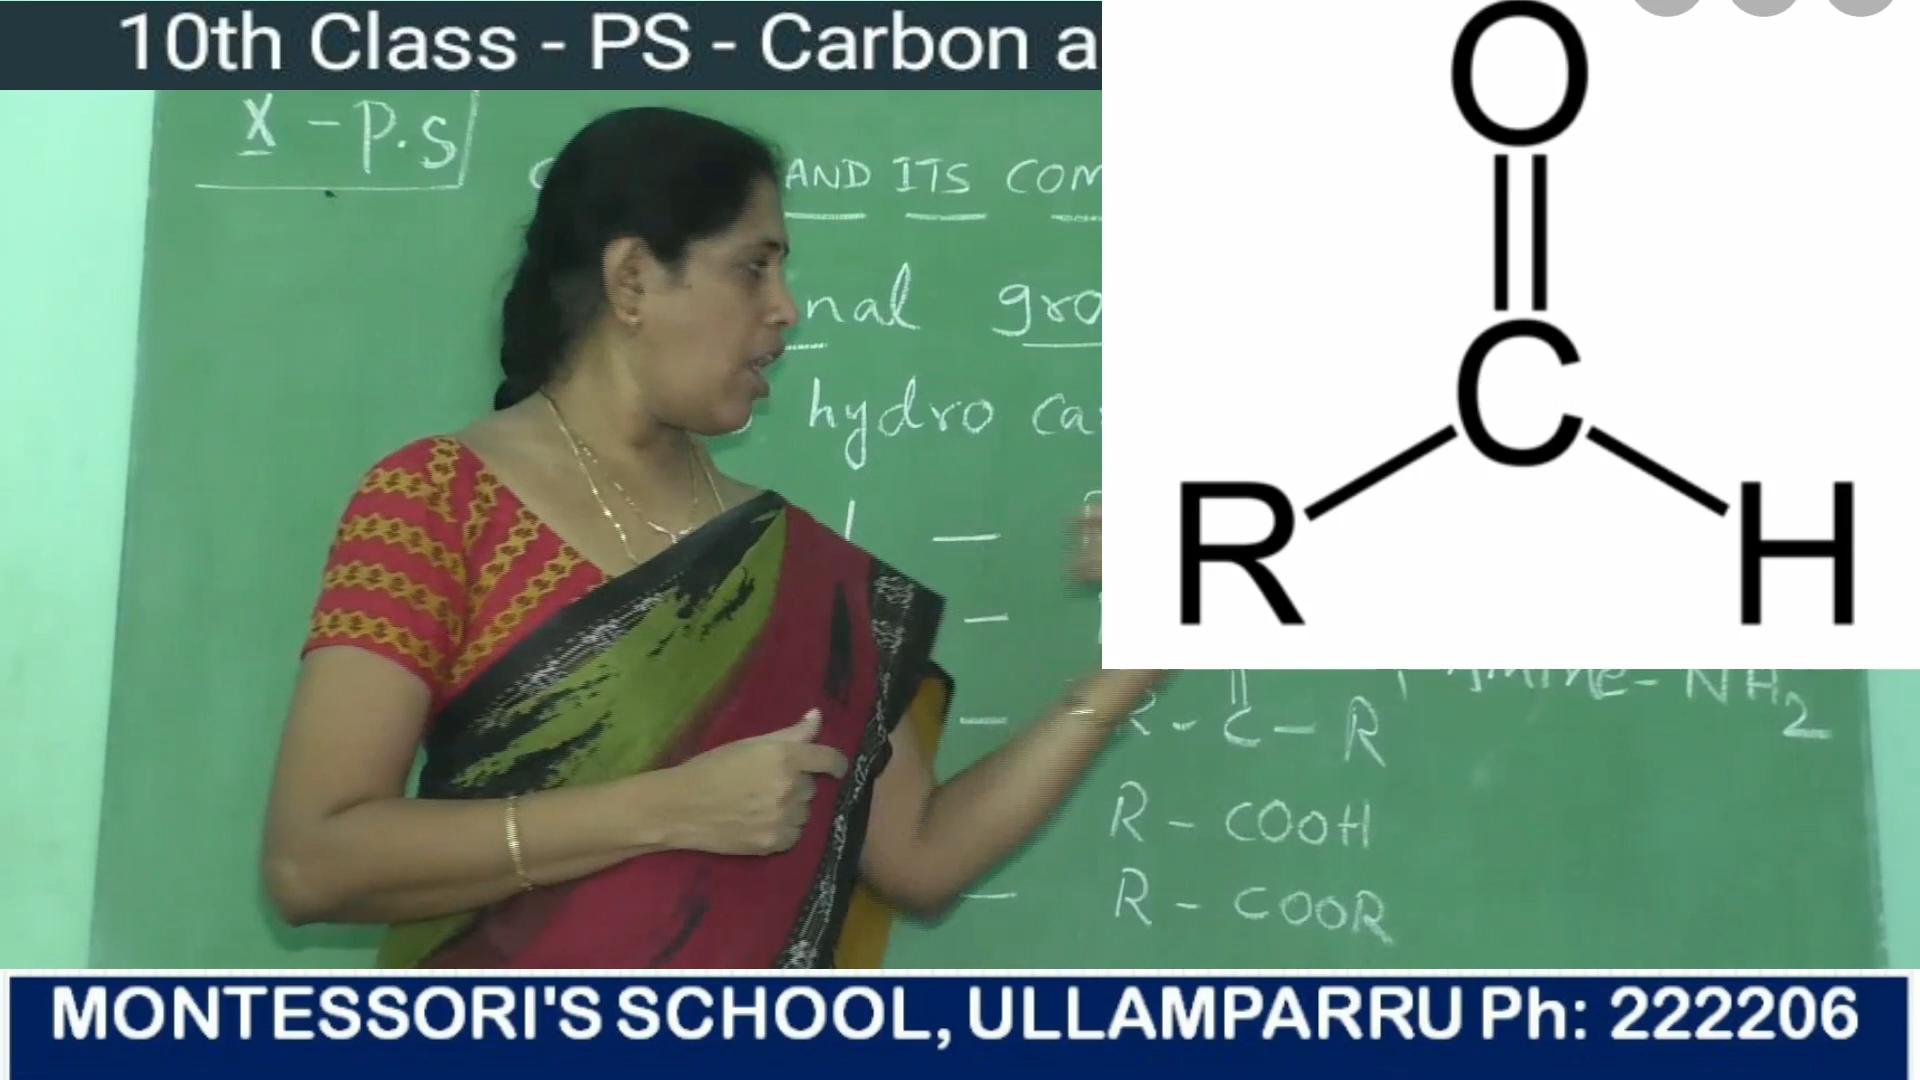 10th Class - PS - Carbon a
X - P.S
AND ITS COM
nal gro
hydro ca
O
C
R H
Amine - NH2
R - C - R
R - COOH
R - COOR
MONTESSORI'S SCHOOL, ULLAMPARRU Ph: 222206